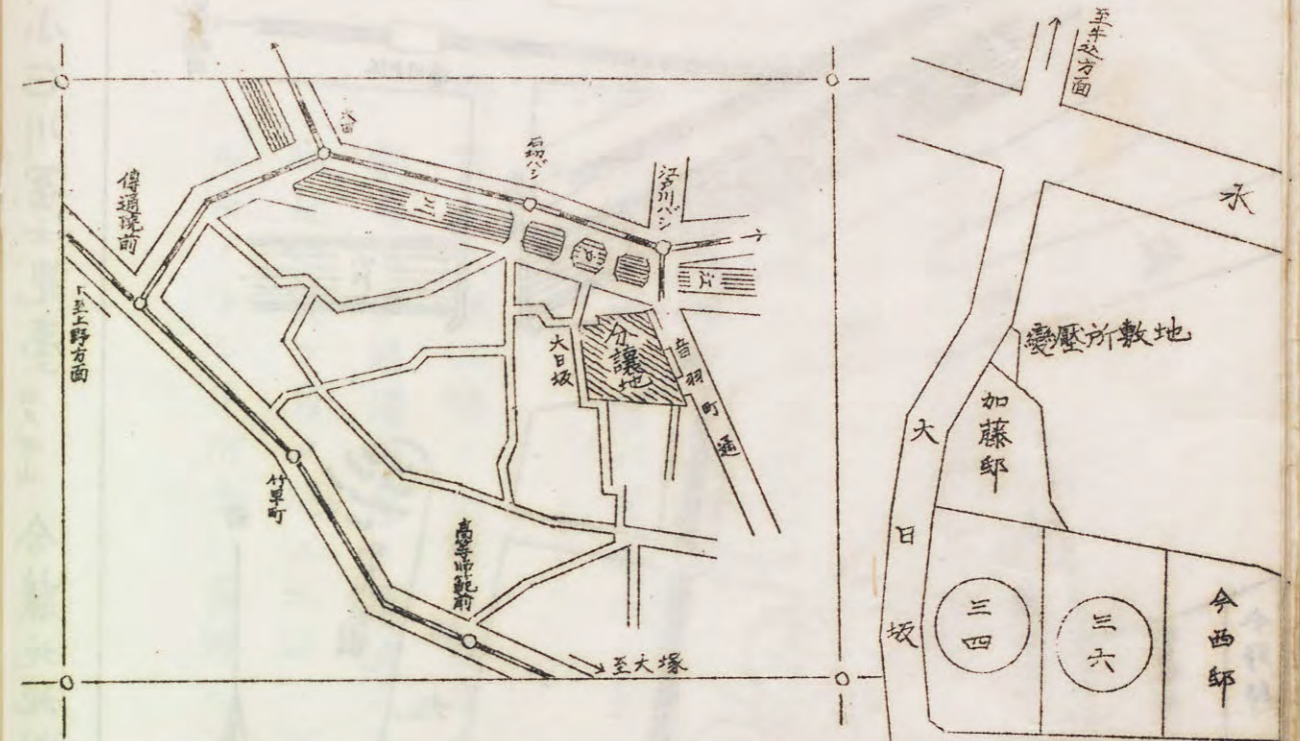 至牛込方面
水
石切バシ
江戸川バシ
江
江
傳通院前
至上野方面
大日坂
分譲地
音羽町通
竹早町
高等師範前
至大塚
變壓所敷地
加藤邸
大日坂
三四
三六
今西邸